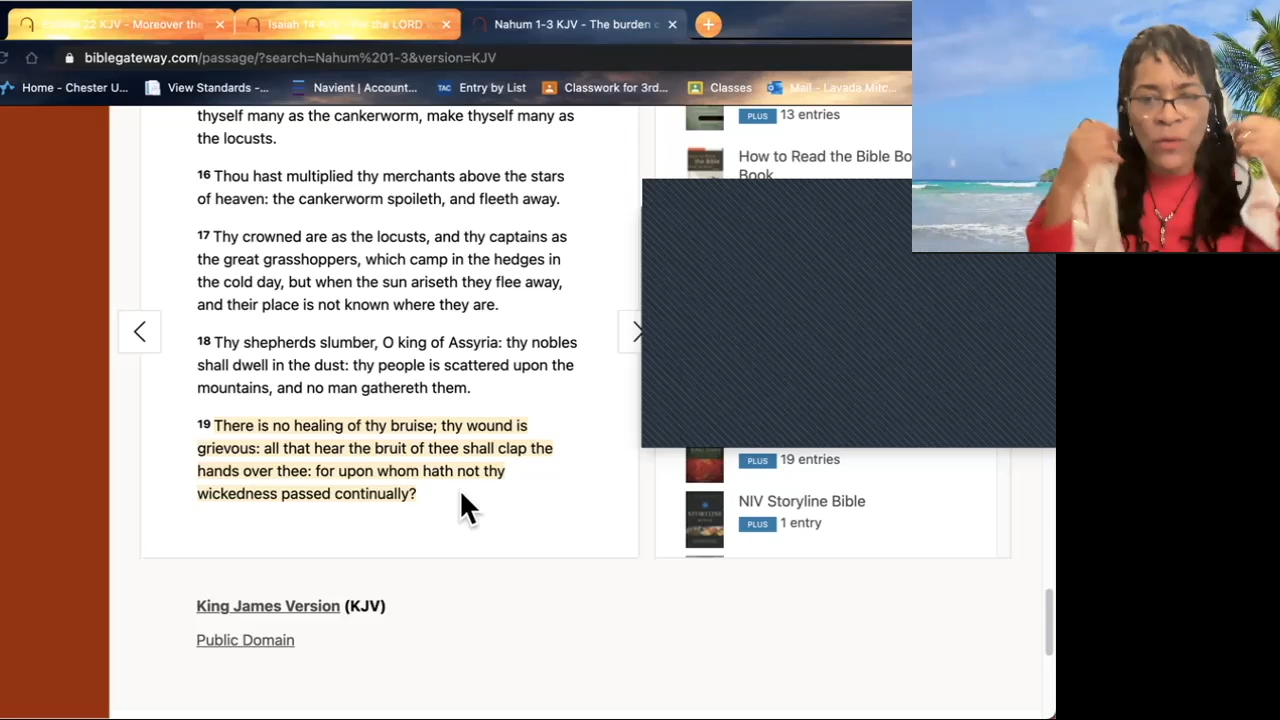 22 KJV - Moreover the
Isaiah 14 KJV - For the LORD
Nahum 1-3 KJV - The burden o
biblegateway.com/passage/?search=Nahum%201-3&version=KJV
Home - Chester U...
View Standards -...
Navient | Account...
TAC Entry by List
Classwork for 3rd...
Classes
Mail - Lavada Mitc...
thyself many as the cankerworm, make thyself many as
the locusts.
16 Thou hast multiplied thy merchants above the stars
of heaven: the cankerworm spoileth, and fleeth away.
17 Thy crowned are as the locusts, and thy captains as
the great grasshoppers, which camp in the hedges in
the cold day, but when the sun ariseth they flee away,
and their place is not known where they are.
18 Thy shepherds slumber, O king of Assyria: thy nobles
shall dwell in the dust: thy people is scattered upon the
mountains, and no man gathereth them.
19 There is no healing of thy bruise; thy wound is
grievous: all that hear the bruit of thee shall clap the
hands over thee: for upon whom hath not thy
wickedness passed continually?
King James Version (KJV)
Public Domain
PLUS 13 entries
How to Read the Bible Bo
Book
PLUS 19 entries
NIV Storyline Bible
PLUS 1 entry